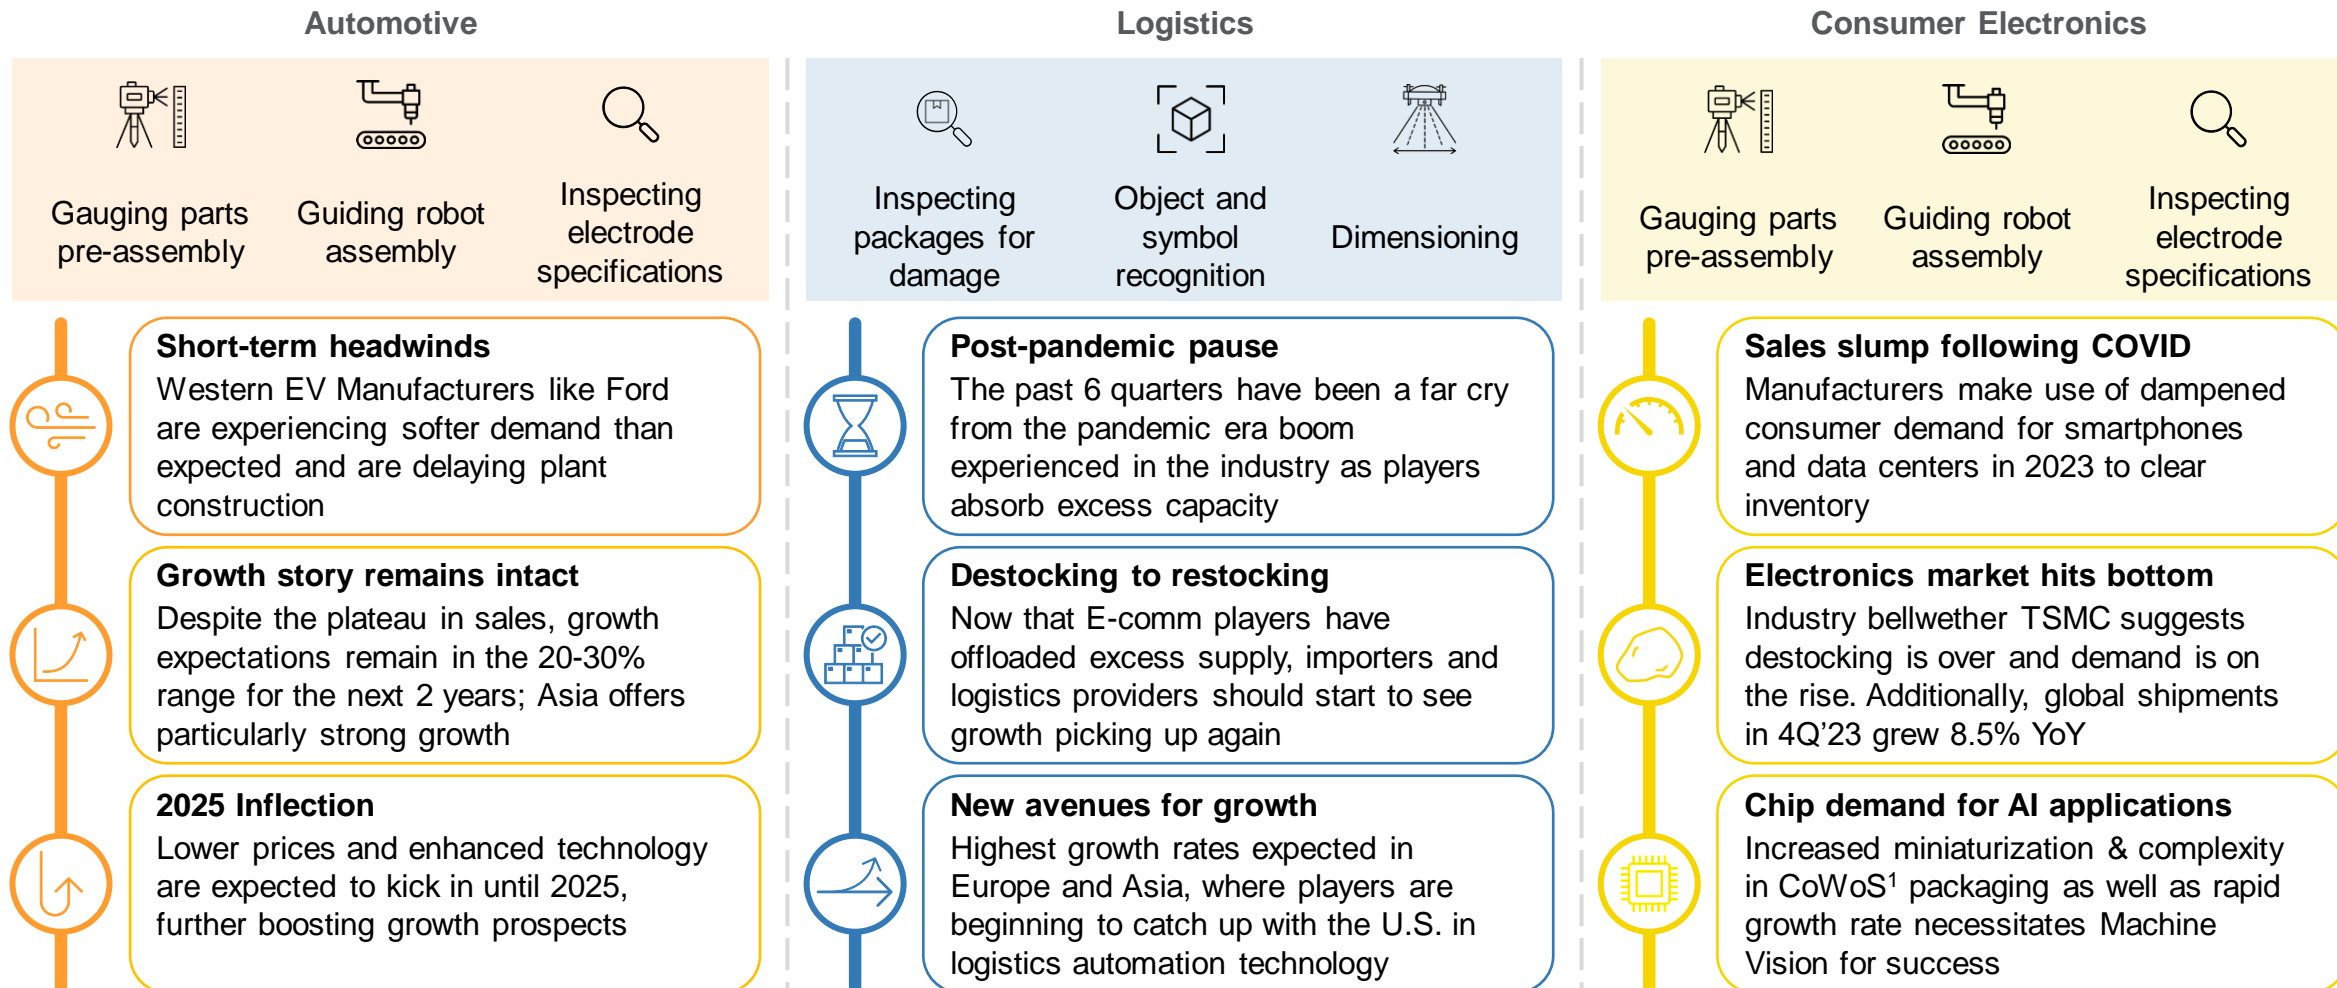 Automotive
Gauging parts
pre-assembly
Guiding robot
assembly
Inspecting
electrode
specifications
Short-term headwinds
Western EV Manufacturers like Ford
are experiencing softer demand than
expected and are delaying plant
construction
Growth story remains intact
Despite the plateau in sales, growth
expectations remain in the 20-30%
range for the next 2 years; Asia offers
particularly strong growth
2025 Inflection
Lower prices and enhanced technology
are expected to kick in until 2025,
further boosting growth prospects
Logistics
Inspecting
packages for
damage
Object and
symbol
recognition
Dimensioning
Post-pandemic pause
The past 6 quarters have been a far cry
from the pandemic era boom
experienced in the industry as players
absorb excess capacity
Destocking to restocking
Now that E-comm players have
offloaded excess supply, importers and
logistics providers should start to see
growth picking up again
New avenues for growth
Highest growth rates expected in
Europe and Asia, where players are
beginning to catch up with the U.S. in
logistics automation technology
Consumer Electronics
Gauging parts
pre-assembly
Guiding robot
assembly
Inspecting
electrode
specifications
Sales slump following COVID
Manufacturers make use of dampened
consumer demand for smartphones
and data centers in 2023 to clear
inventory
Electronics market hits bottom
Industry bellwether TSMC suggests
destocking is over and demand is on
the rise. Additionally, global shipments
in 4Q’23 grew 8.5% YoY
Chip demand for AI applications
Increased miniaturization & complexity
in CoWoS¹ packaging as well as rapid
growth rate necessitates Machine
Vision for success